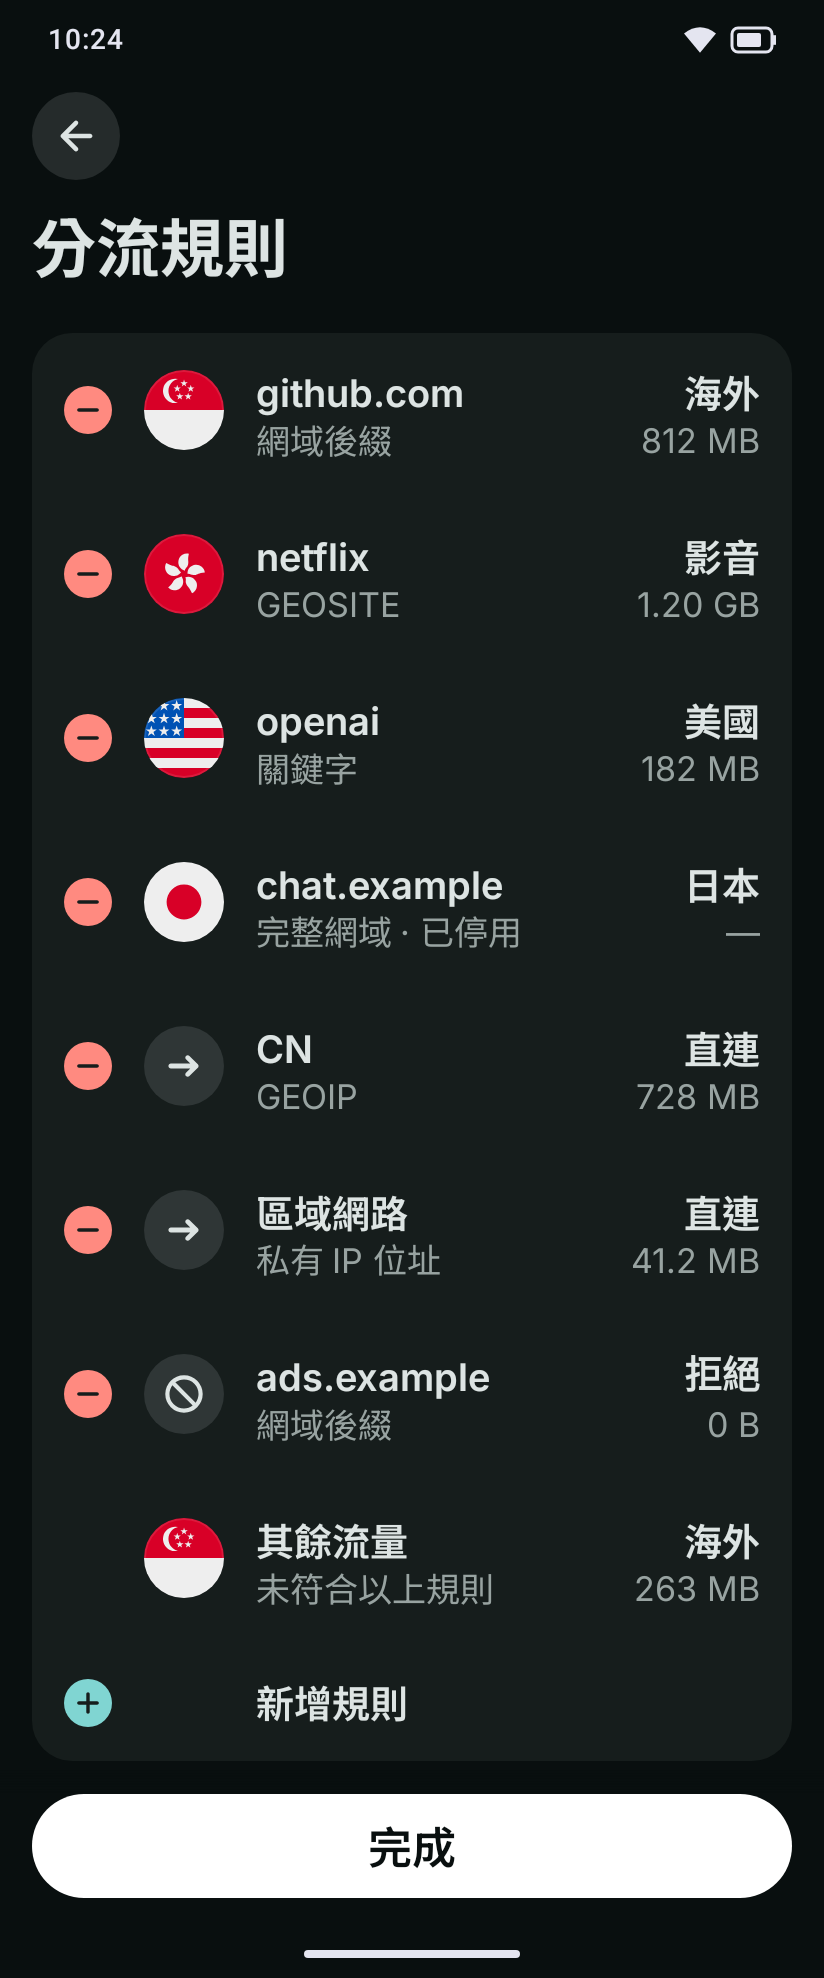 10:24
分流規則
github.com
海外
網域後綴
812 MB
netflix
影音
GEOSITE
1.20 GB
openai
美國
關鍵字
182 MB
chat.example
日本
完整網域 · 已停用
—
CN
直連
GEOIP
728 MB
區域網路
直連
私有 IP 位址
41.2 MB
ads.example
拒絕
網域後綴
0 B
其餘流量
海外
未符合以上規則
263 MB
新增規則
完成